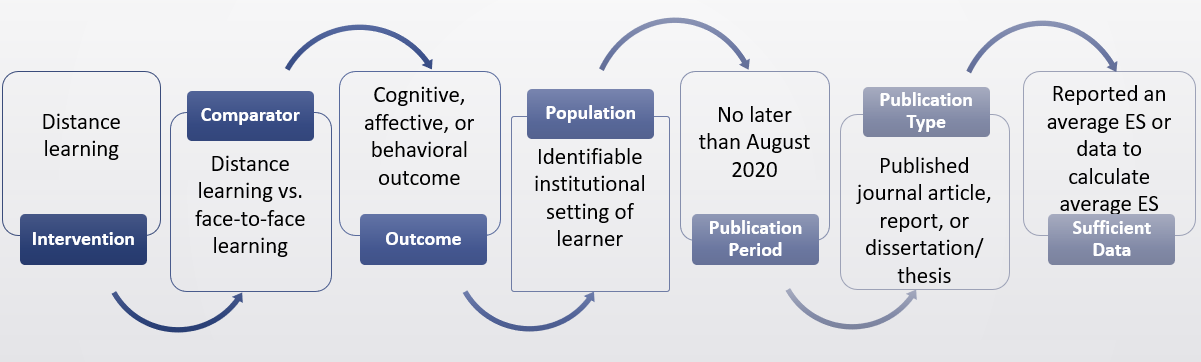 Distance
learning
Intervention
Comparator
Distance
learning vs.
face-to-face
learning
Cognitive,
affective, or
behavioral
outcome
Outcome
Population
Identifiable
institutional
setting of
learner
No later
than August
2020
Publication
Period
Publication
Type
Published
journal article,
report, or
dissertation/
thesis
Reported an
average ES or
data to
calculate
average ES
Sufficient
Data